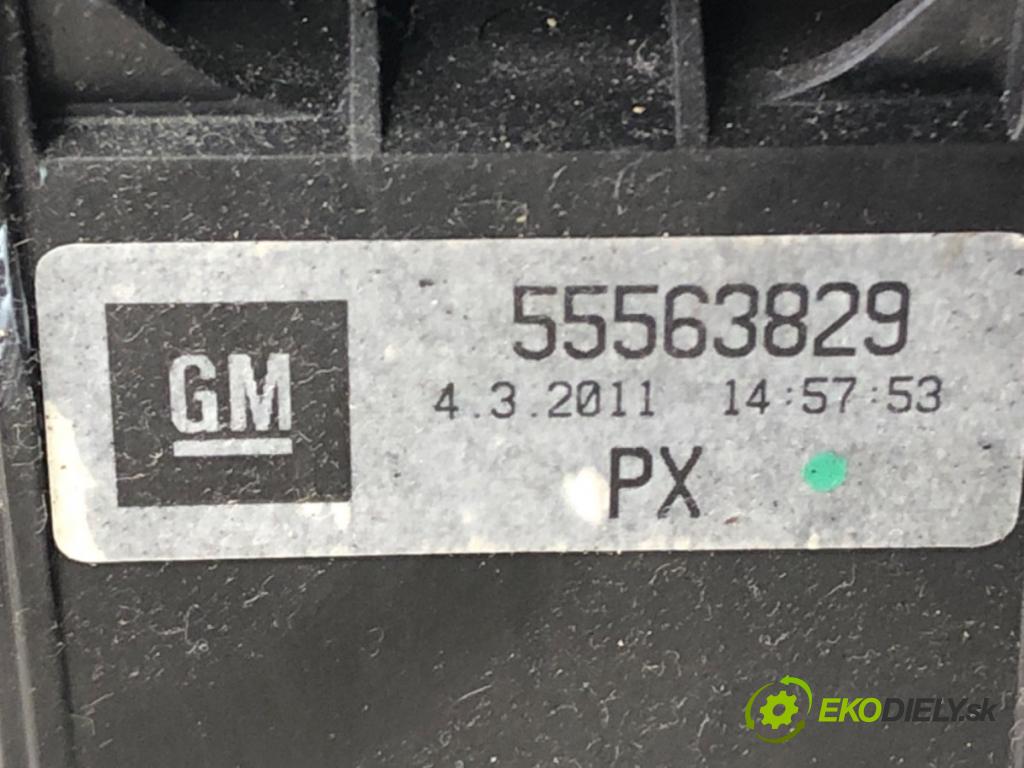 55563829
GM
4.3.2011 14:57:53
PX
EKODIELY.sk